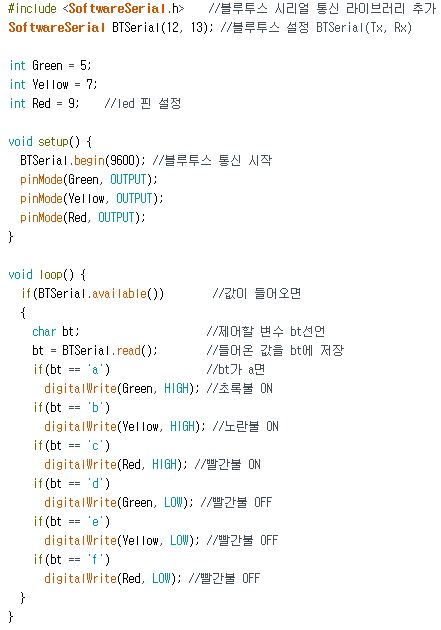 #include <SoftwareSerial.h>    //블루투스 시리얼 통신 라이브러리 추가
SoftwareSerial BTSerial(12, 13); //블루투스 설정 BTSerial(Tx, Rx)

int Green = 5;
int Yellow = 7;
int Red = 9;    //led 핀 설정

void setup() {
  BTSerial.begin(9600); //블루투스 통신 시작
  pinMode(Green, OUTPUT);
  pinMode(Yellow, OUTPUT);
  pinMode(Red, OUTPUT);
}

void loop() {
  if(BTSerial.available())        //값이 들어오면
  {
    char bt;                     //제어할 변수 bt선언
    bt = BTSerial.read();        //들어온 값을 bt에 저장
    if(bt == 'a')                //bt가 a면
      digitalWrite(Green, HIGH); //초록불 ON
    if(bt == 'b')
      digitalWrite(Yellow, HIGH); //노란불 ON
    if(bt == 'c')
      digitalWrite(Red, HIGH); //빨간불 ON
    if(bt == 'd')
      digitalWrite(Green, LOW); //빨간불 OFF
    if(bt == 'e')
      digitalWrite(Yellow, LOW); //빨간불 OFF
    if(bt == 'f')
      digitalWrite(Red, LOW); //빨간불 OFF
  }
}